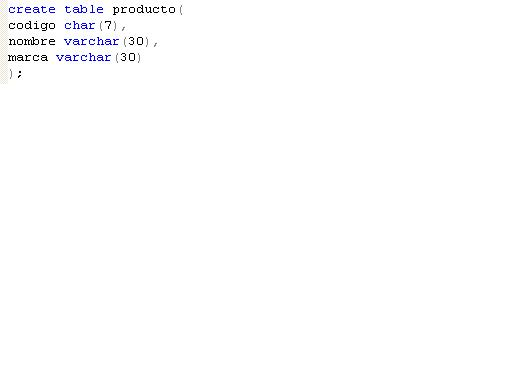 create table producto(
codigo char(7),
nombre varchar(30),
marca varchar(30)
);